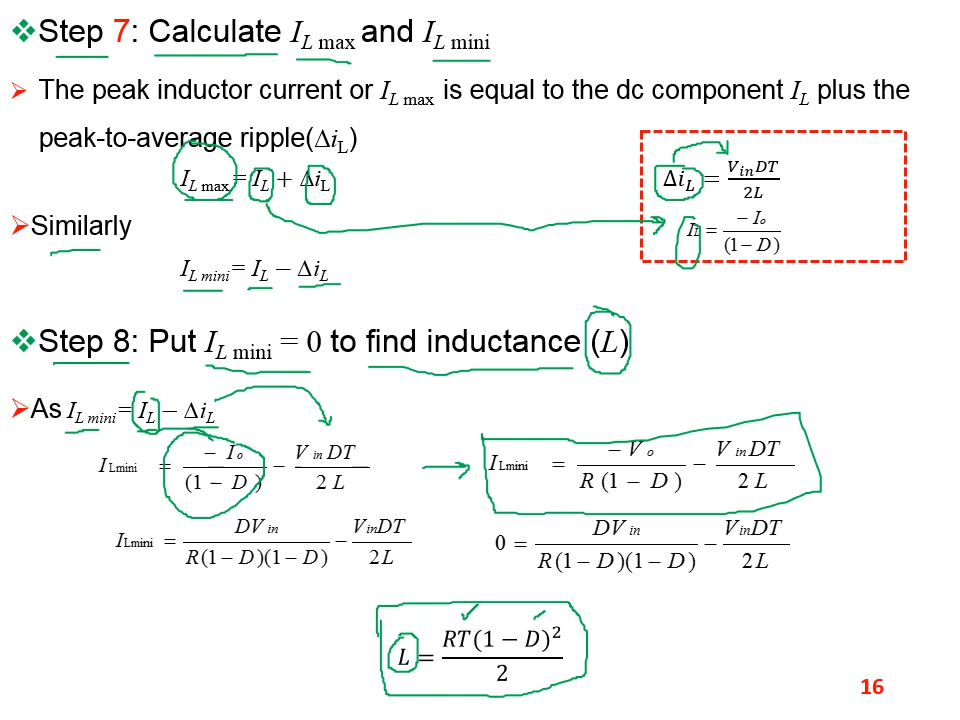 ❖Step 7: Calculate I_L max and I_L mini
➤ The peak inductor current or I_L max is equal to the dc component I_L plus the
peak-to-average ripple(Δi_L)
I_L max= I_L + Δi_L
Δi_L = V_in DT / 2L
➤Similarly
I_L = − I_o / (1− D)
I_L mini= I_L − Δi_L
❖Step 8: Put I_L mini = 0 to find inductance (L)
➤As I_L mini= I_L − Δi_L
I_Lmini = − I_o / (1 − D ) − V_in DT / 2 L
I_Lmini = − V_o / R (1 − D ) − V_in DT / 2 L
I_Lmini = DV_in / R(1− D)(1− D) − V_in DT / 2L
0 = DV_in / R(1− D)(1− D) − V_in DT / 2L
L = RT(1 − D)² / 2
16